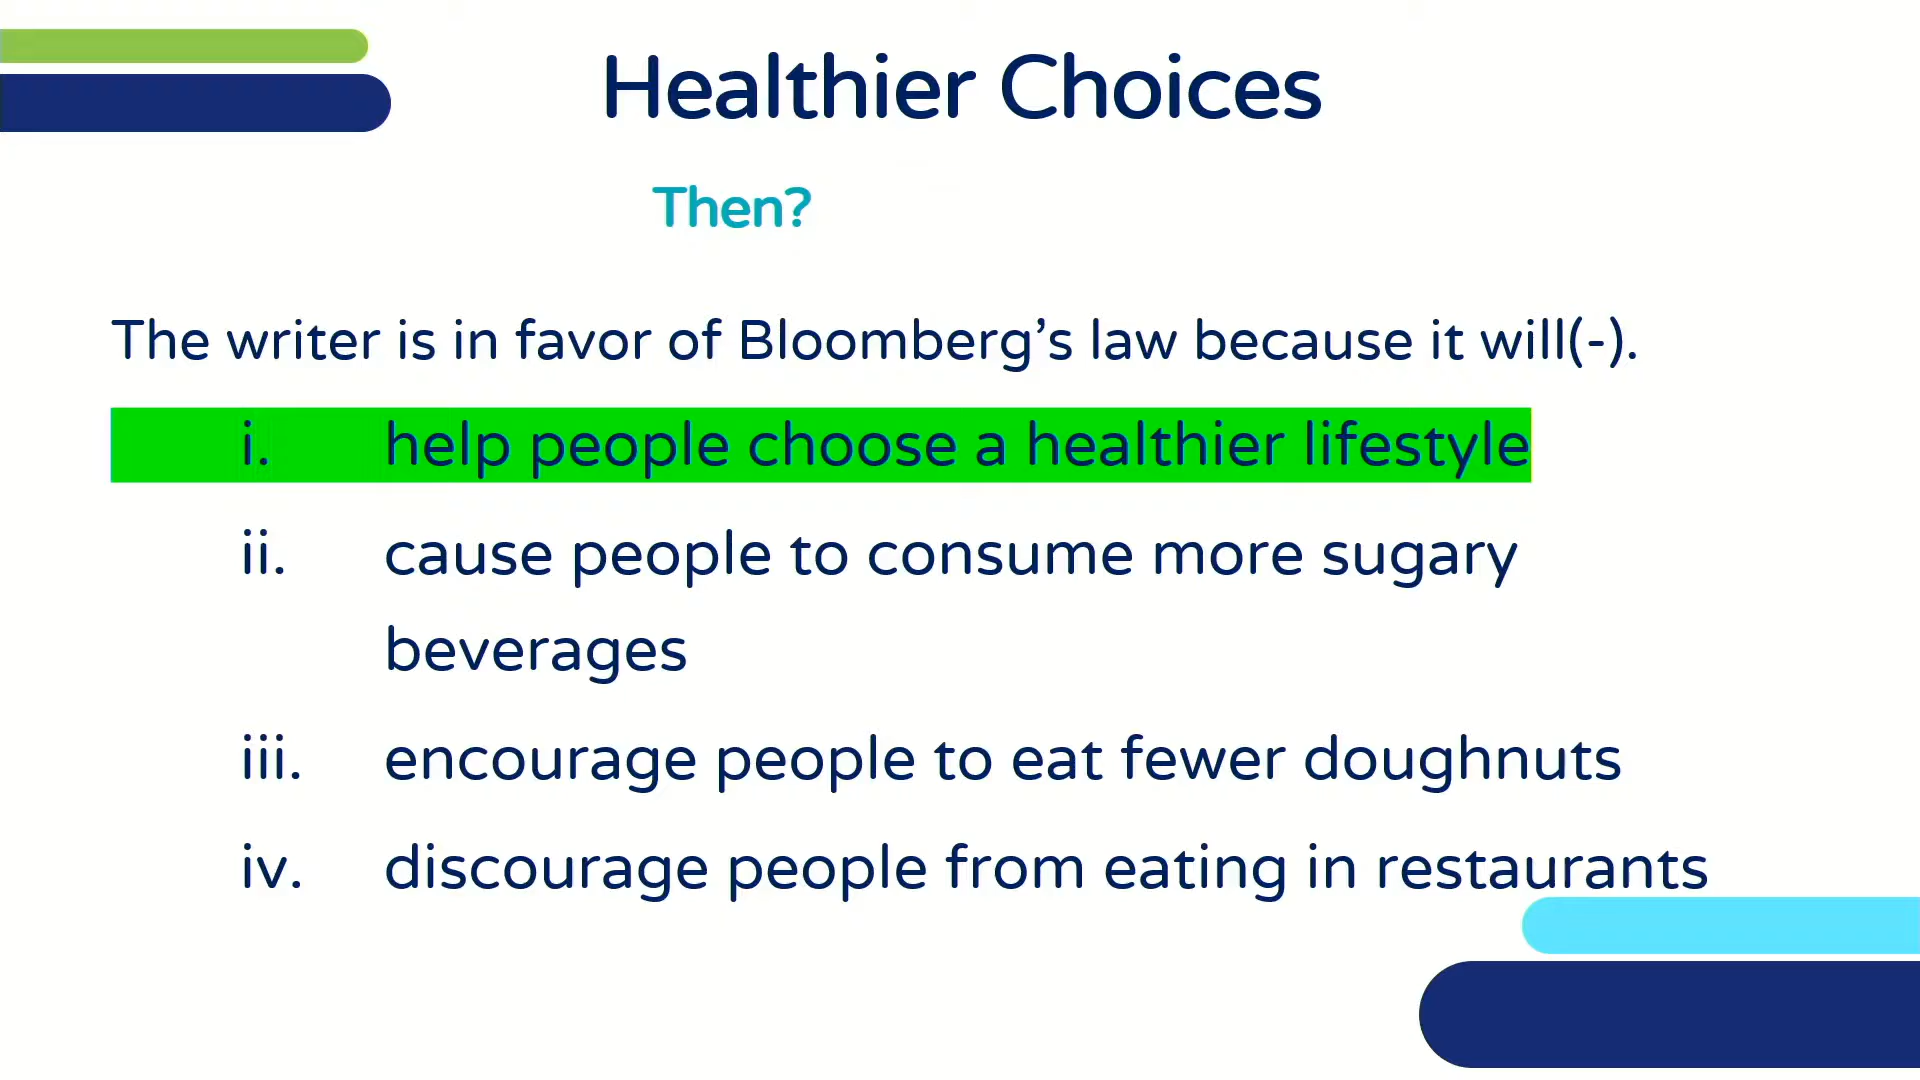 Healthier Choices
Then?
The writer is in favor of Bloomberg’s law because it will(-).
i. help people choose a healthier lifestyle
ii. cause people to consume more sugary
beverages
iii. encourage people to eat fewer doughnuts
iv. discourage people from eating in restaurants